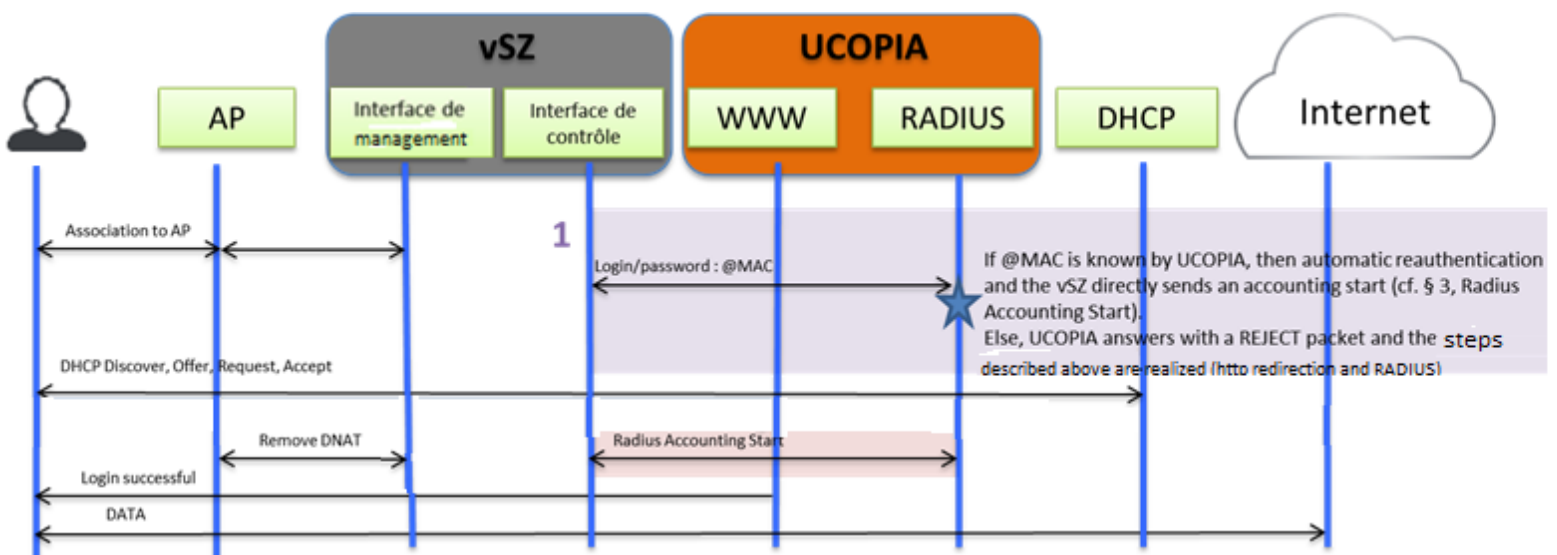 vSZ
UCOPIA
AP
Interface de
management
Interface de
contrôle
WWW
RADIUS
DHCP
Internet
Association to AP
1
Login/password : @MAC
If @MAC is known by UCOPIA, then automatic reauthentication
and the vSZ directly sends an accounting start (cf. § 3, Radius
Accounting Start).
Else, UCOPIA answers with a REJECT packet and the steps
described above are realized (http redirection and RADIUS)
DHCP Discover, Offer, Request, Accept
Remove DNAT
Radius Accounting Start
Login successful
DATA